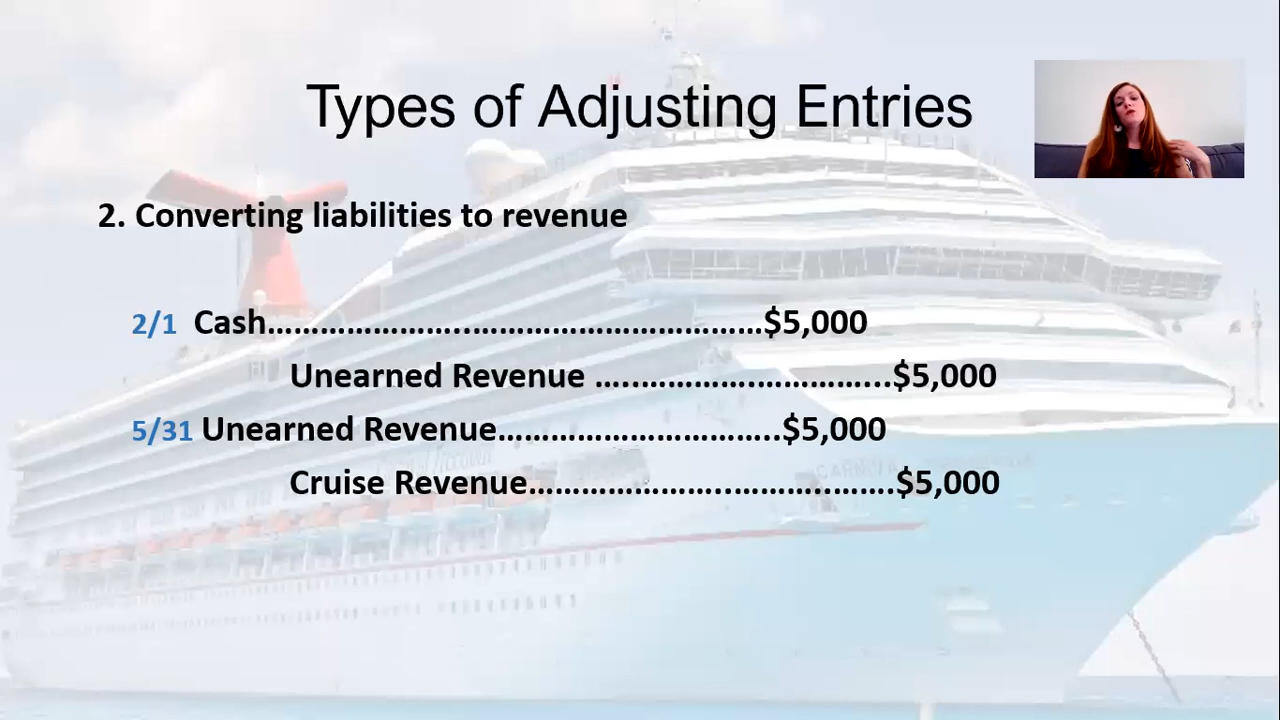 Types of Adjusting Entries
2. Converting liabilities to revenue
2/1 Cash…………………..……………………………$5,000
Unearned Revenue …..…………….…………...$5,000
5/31 Unearned Revenue……………………………..$5,000
Cruise Revenue…………………..………..…….$5,000